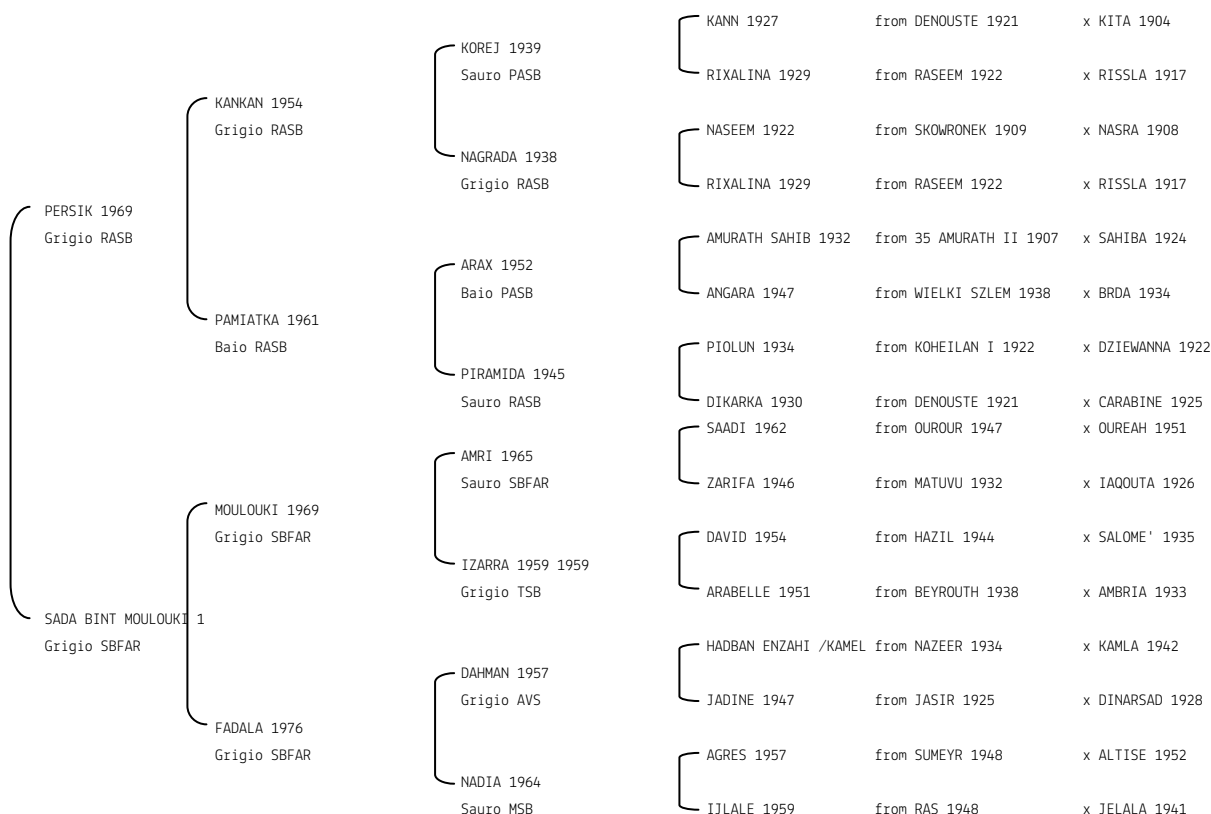 KANN 1927 from DENOUSTE 1921 x KITA 1904
KOREJ 1939
Sauro PASB
RIXALINA 1929 from RASEEM 1922 x RISSLA 1917
KANKAN 1954
Grigio RASB
NASEEM 1922 from SKOWRONEK 1909 x NASRA 1908
NAGRADA 1938
Grigio RASB
RIXALINA 1929 from RASEEM 1922 x RISSLA 1917
PERSIK 1969
Grigio RASB
AMURATH SAHIB 1932 from 35 AMURATH II 1907 x SAHIBA 1924
ARAX 1952
Baio PASB
ANGARA 1947 from WIELKI SZLEM 1938 x BRDA 1934
PAMIATKA 1961
Baio RASB
PIOLUN 1934 from KOHEILAN I 1922 x DZIEWANNA 1922
PIRAMIDA 1945
Sauro RASB
DIKARKA 1930 from DENOUSTE 1921 x CARABINE 1925
SAADI 1962 from OUROUR 1947 x OUREAH 1951
AMRI 1965
Sauro SBFAR
ZARIFA 1946 from MATUVU 1932 x IAQOUTA 1926
MOULOUKI 1969
Grigio SBFAR
DAVID 1954 from HAZIL 1944 x SALOME' 1935
IZARRA 1959 1959
Grigio TSB
ARABELLE 1951 from BEYROUTH 1938 x AMBRIA 1933
SADA BINT MOULOUKI 1
Grigio SBFAR
HADBAN ENZAHI /KAMEL from NAZEER 1934 x KAMLA 1942
DAHMAN 1957
Grigio AVS
JADINE 1947 from JASIR 1925 x DINARSAD 1928
FADALA 1976
Grigio SBFAR
AGRES 1957 from SUMEYR 1948 x ALTISE 1952
NADIA 1964
Sauro MSB
IJLALE 1959 from RAS 1948 x JELALA 1941